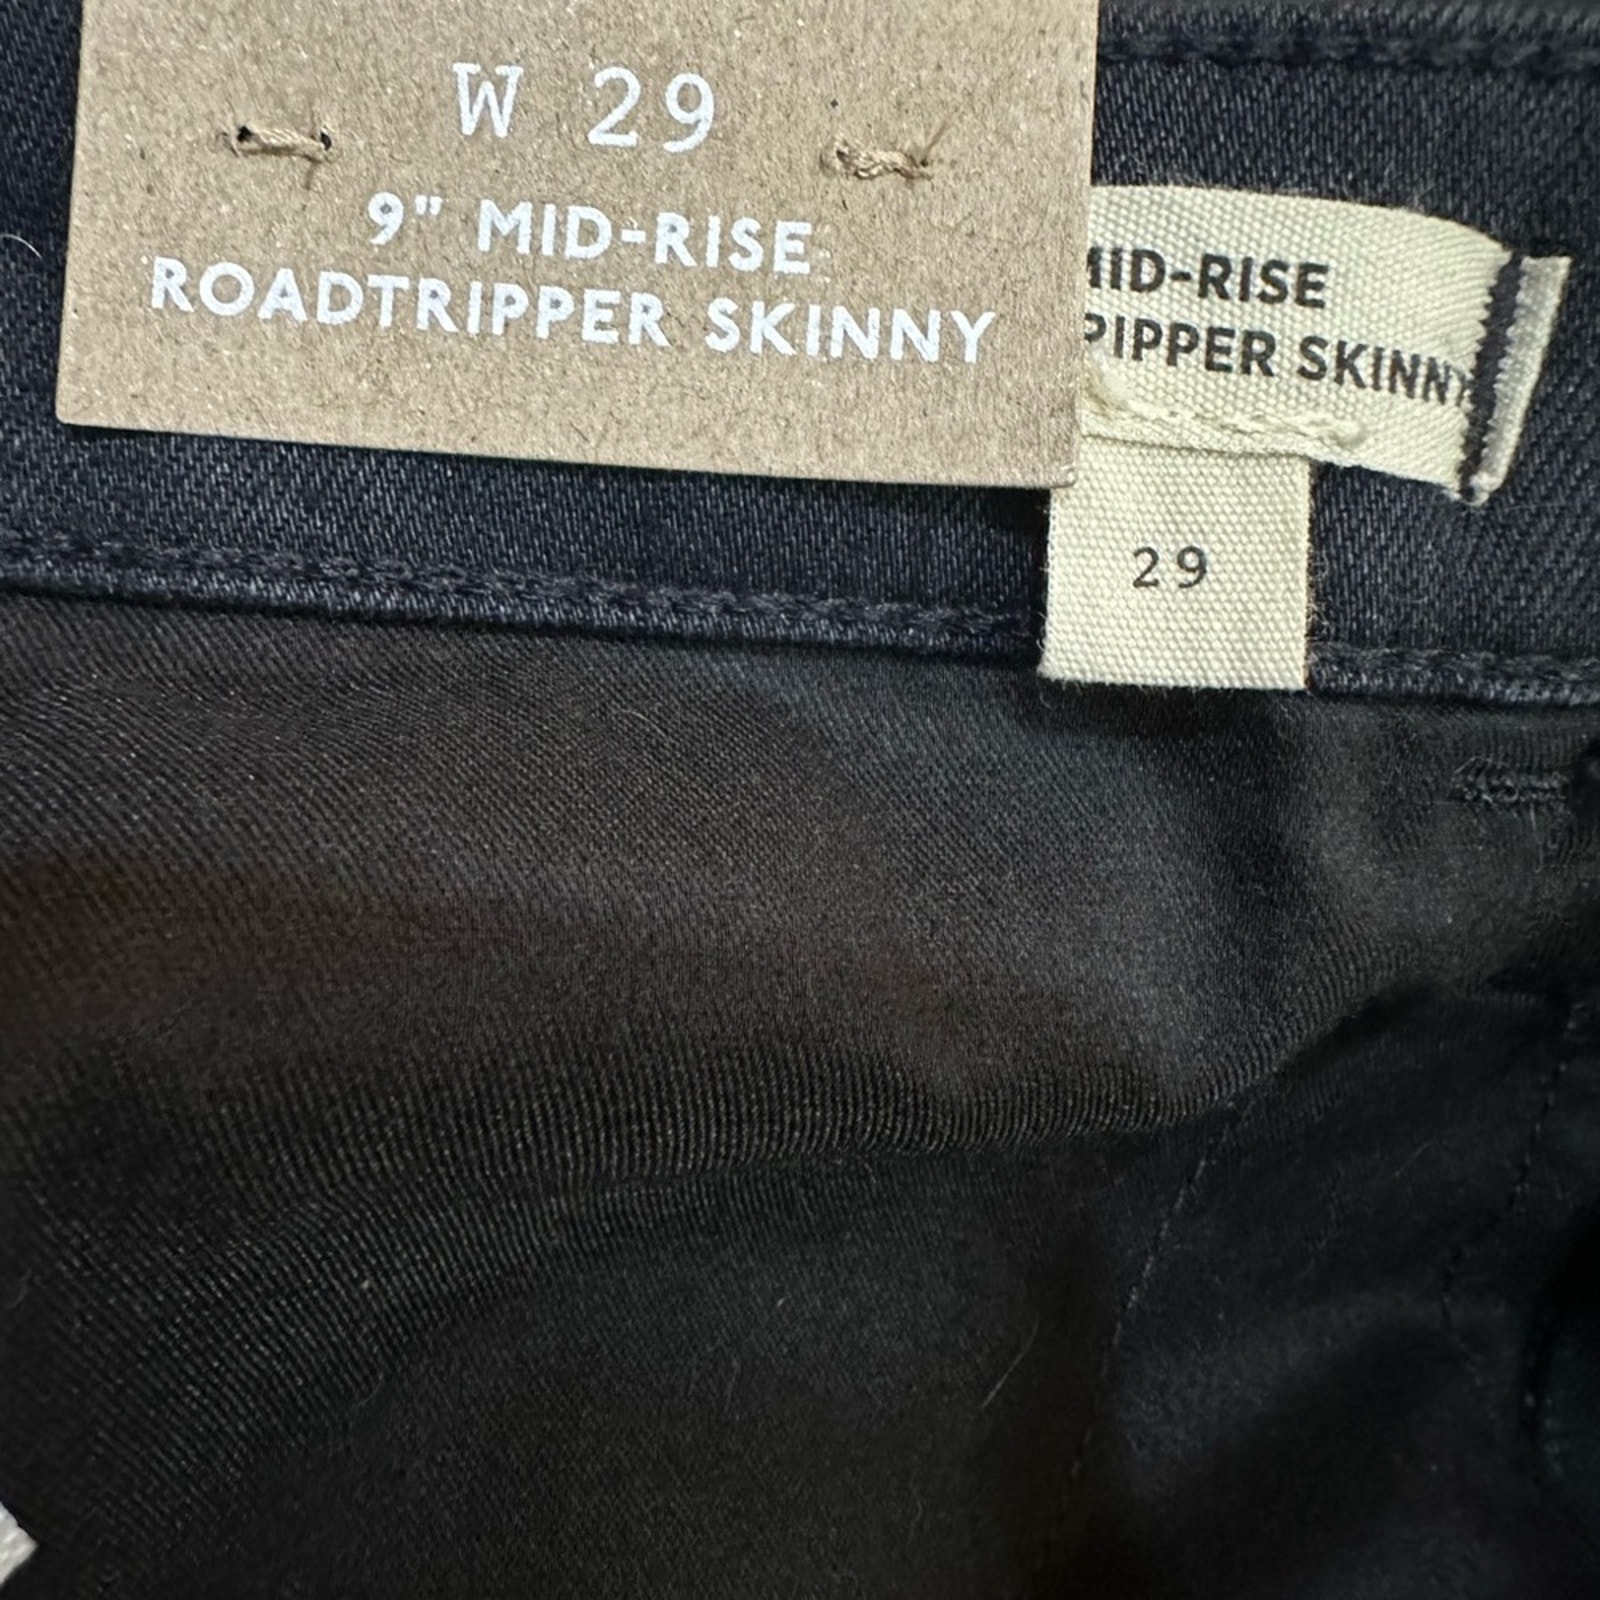 W 29
9" MID-RISE
ROADTRIPPER SKINNY
MID-RISE
PIPPER SKINNY
29